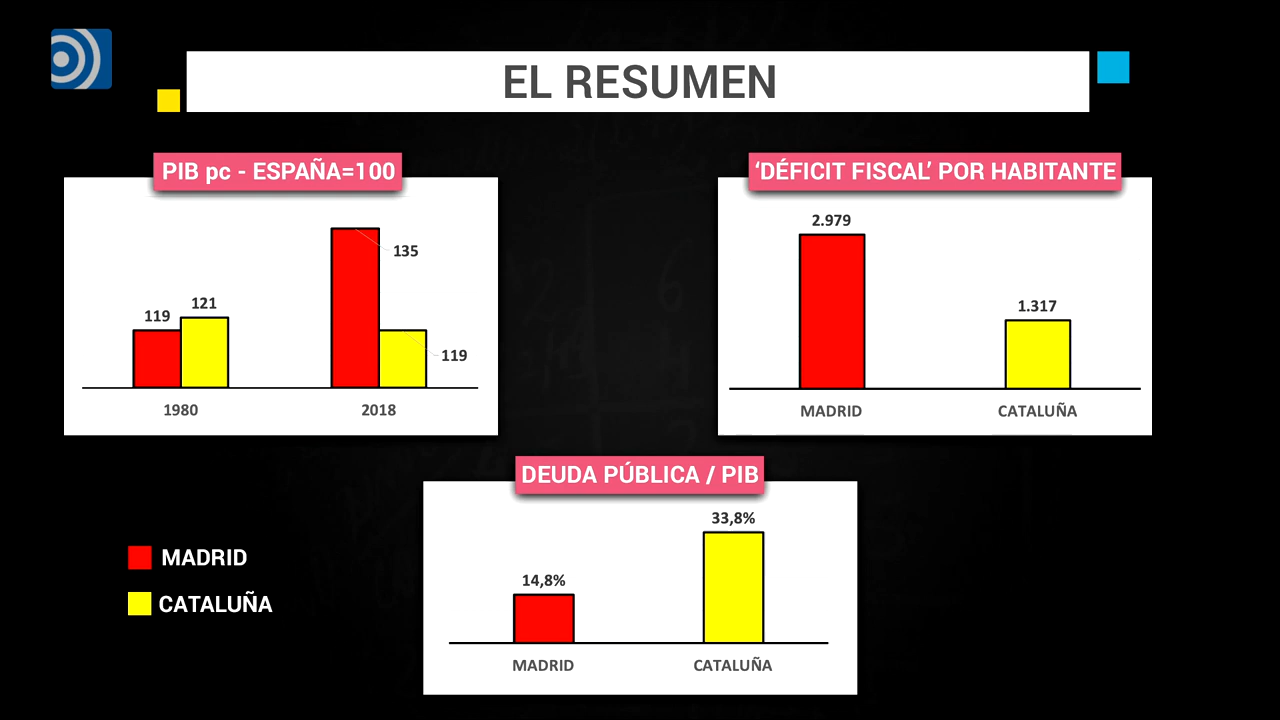 EL RESUMEN
PIB pc - ESPAÑA=100
119
121
135
119
1980
2018
‘DÉFICIT FISCAL’ POR HABITANTE
2.979
1.317
MADRID
CATALUÑA
DEUDA PÚBLICA / PIB
14,8%
33,8%
MADRID
CATALUÑA
MADRID
CATALUÑA